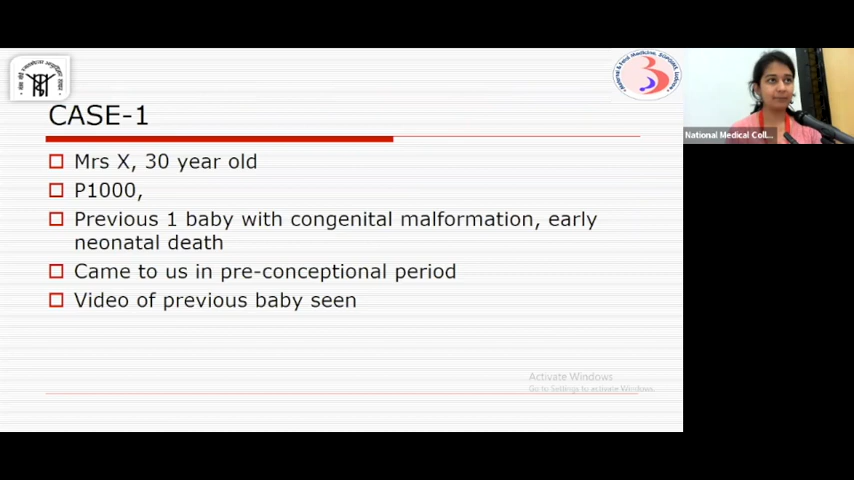 CASE-1
Mrs X, 30 year old
P1000,
Previous 1 baby with congenital malformation, early
neonatal death
Came to us in pre-conceptional period
Video of previous baby seen
Activate Windows
Go to Settings to activate Windows.
National Medical Coll...